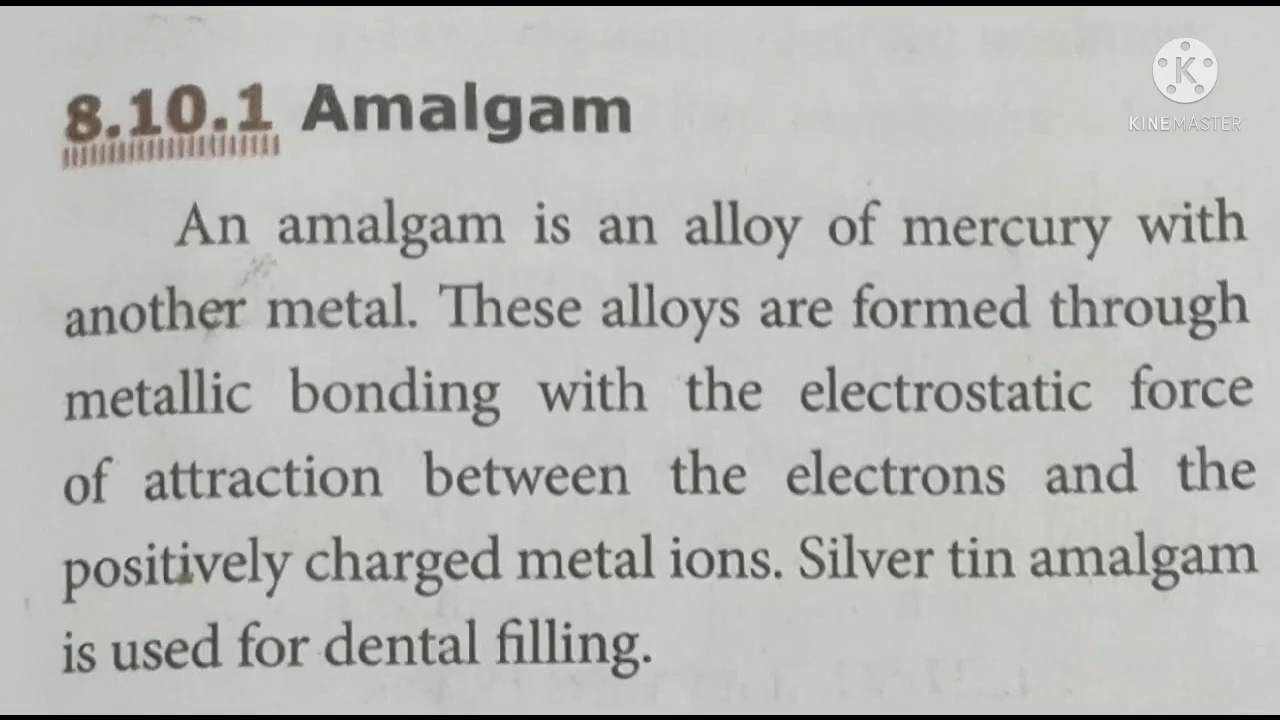 K
KINEMASTER
8.10.1 Amalgam
An amalgam is an alloy of mercury with
another metal. These alloys are formed through
metallic bonding with the electrostatic force
of attraction between the electrons and the
positively charged metal ions. Silver tin amalgam
is used for dental filling.